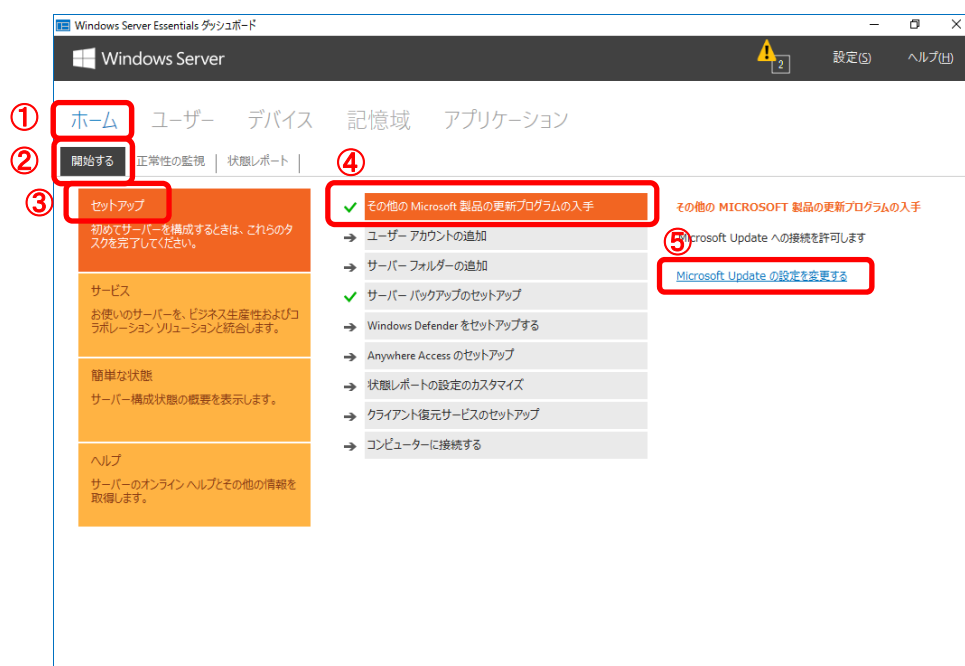 Windows Server Essentials ダッシュボード
Windows Server
2
設定(S)
ヘルプ(H)
① ホーム ユーザー デバイス 記憶域 アプリケーション
② 開始する 正常性の監視 状態レポート
③ セットアップ
初めてサーバーを構成するときは、これらのタ
スクを完了してください。
サービス
お使いのサーバーを、ビジネス生産性およびコ
ラボレーション ソリューションと統合します。
簡単な状態
サーバー構成状態の概要を表示します。
ヘルプ
サーバーのオンライン ヘルプとその他の情報を
取得します。
④
その他の Microsoft 製品の更新プログラムの入手
ユーザー アカウントの追加
サーバー フォルダーの追加
サーバー バックアップのセットアップ
Windows Defender をセットアップする
Anywhere Access のセットアップ
状態レポートの設定のカスタマイズ
クライアント復元サービスのセットアップ
コンピューターに接続する
その他の MICROSOFT 製品の更新プログラムの入手
Microsoft Update への接続を許可します
⑤
Microsoft Update の設定を変更する